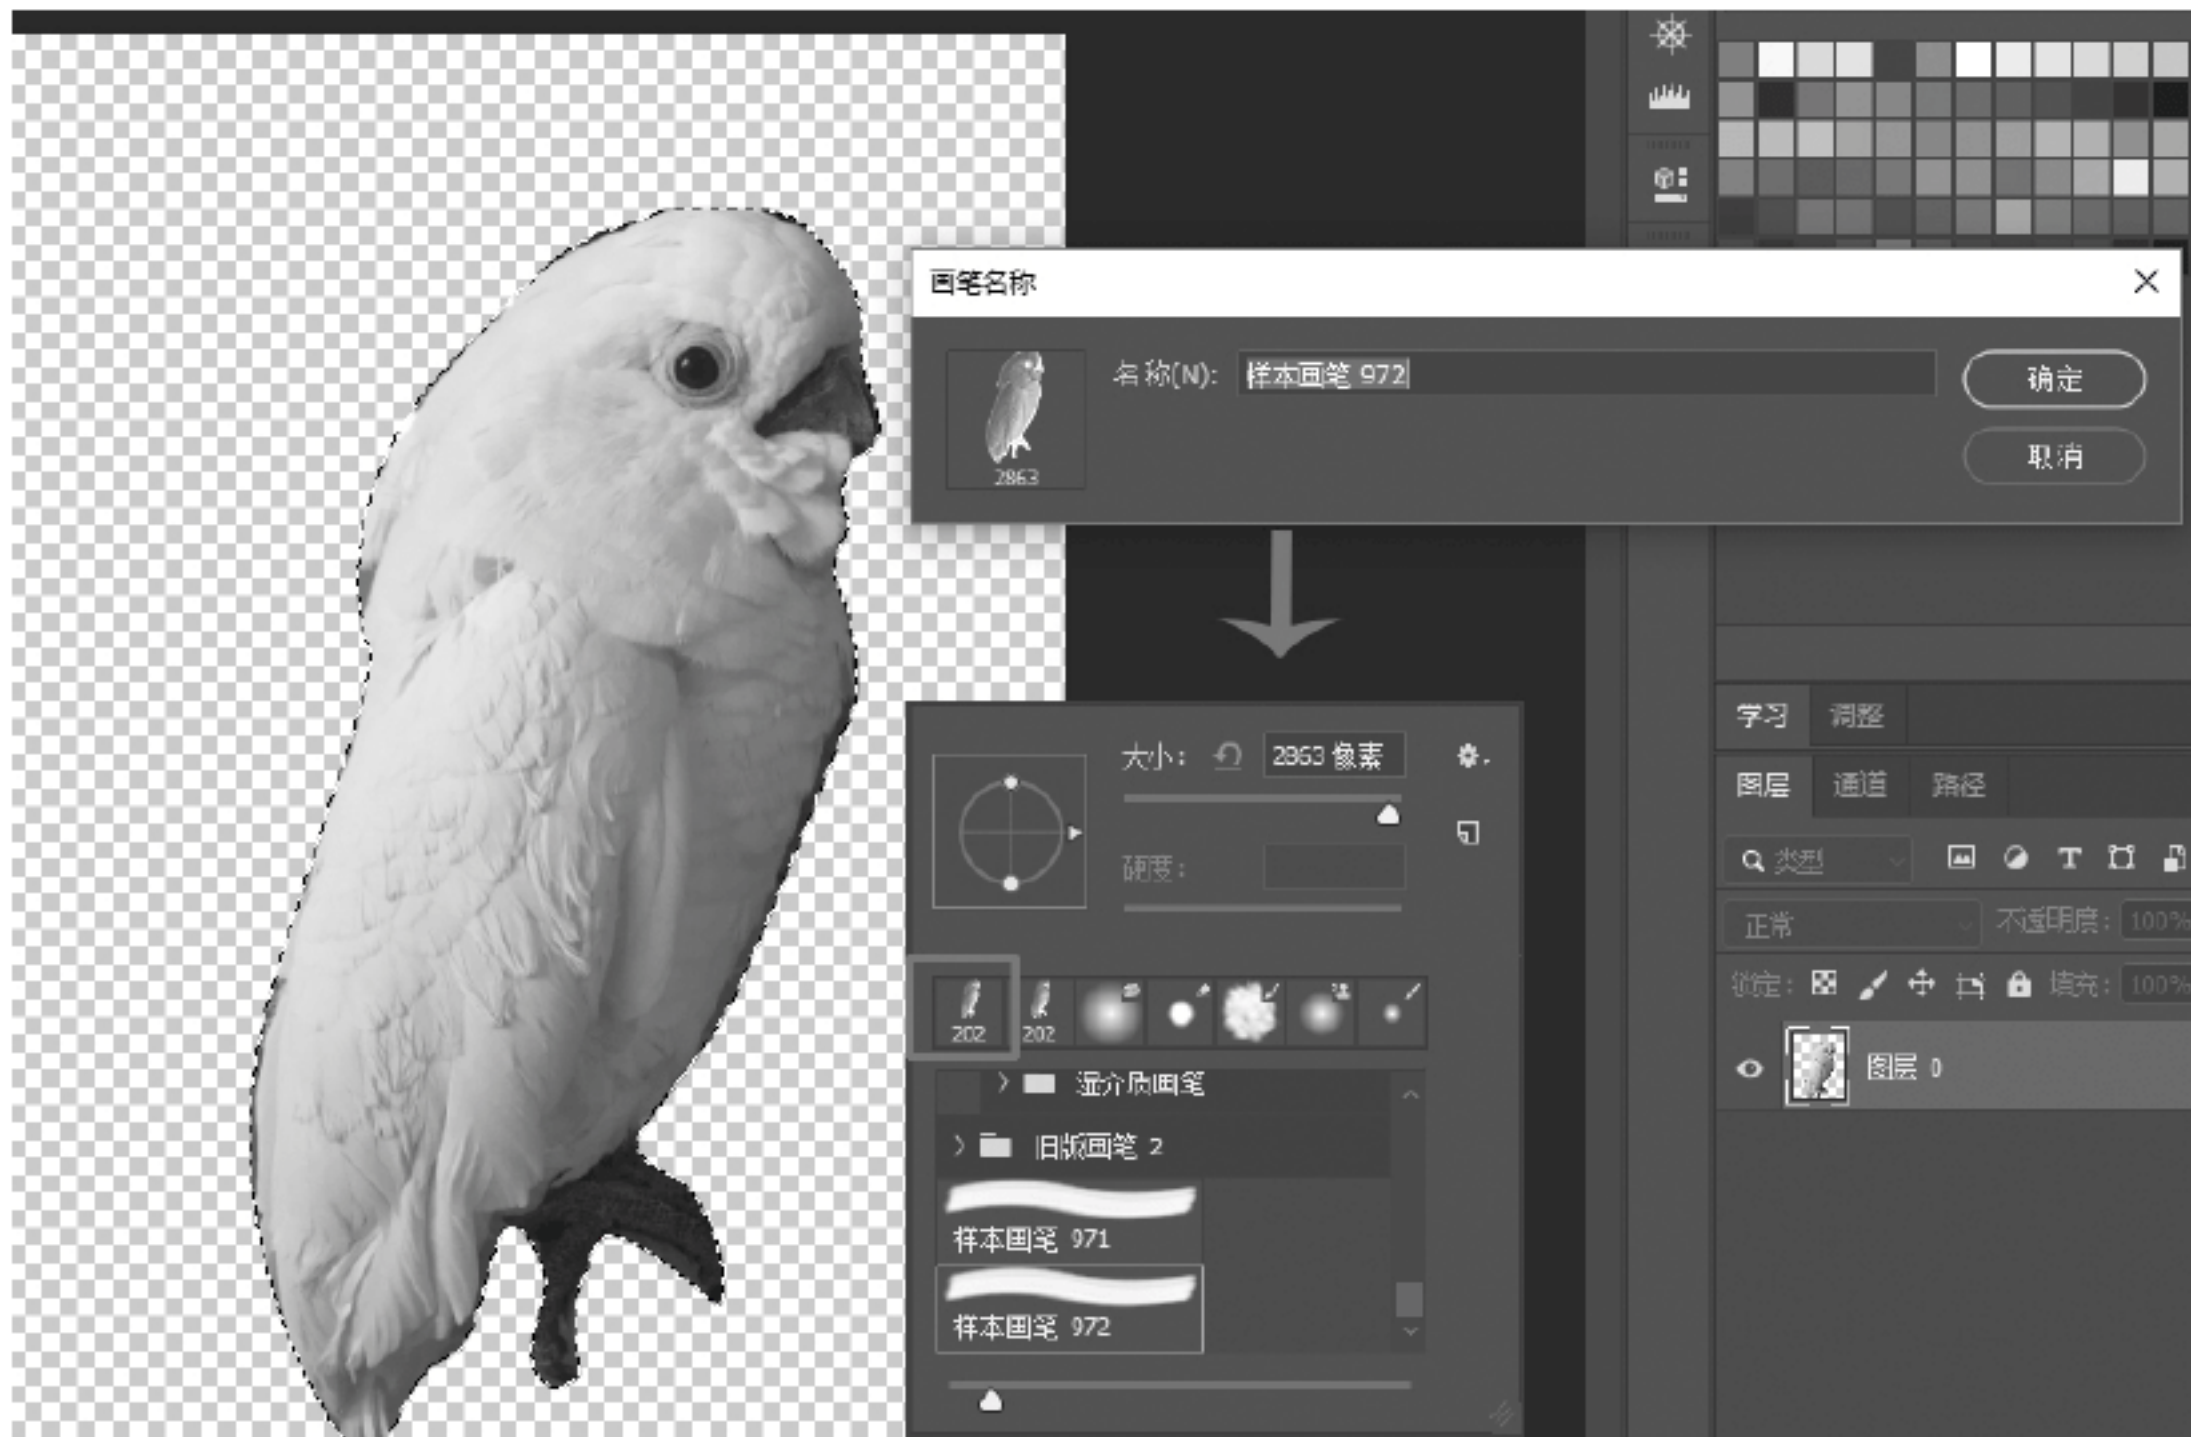 画笔名称
名称(N): 样本画笔 972
确定
取消
2863
大小: 2863 像素
硬度:
202
202
湿介质画笔
旧版画笔 2
样本画笔 971
样本画笔 972
学习 调整
图层 通道 路径
类型
正常 不透明度: 100%
锁定: 填充: 100%
图层 0